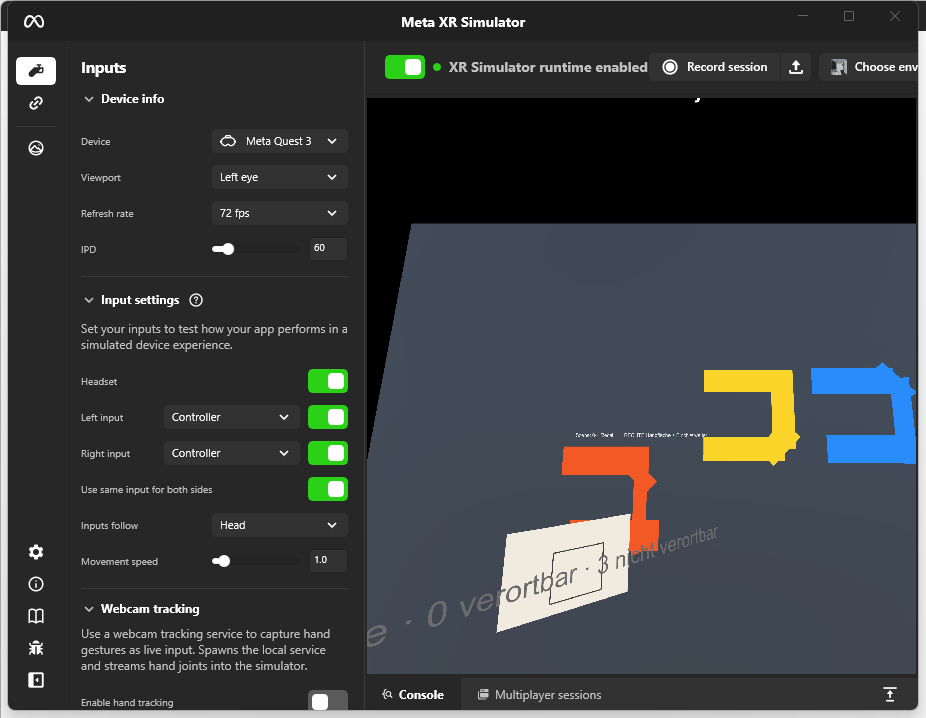 Meta XR Simulator
Inputs
Device info
Device
Meta Quest 3
Viewport
Left eye
Refresh rate
72 fps
IPD
60
Input settings
Set your inputs to test how your app performs in a
simulated device experience.
Headset
Left input
Controller
Right input
Controller
Use same input for both sides
Inputs follow
Head
Movement speed
1.0
Webcam tracking
Use a webcam tracking service to capture hand
gestures as live input. Spawns the local service
and streams hand joints into the simulator.
Enable hand tracking
XR Simulator runtime enabled
Record session
Choose env
e · 0 verortbar · 3 nicht verortbar
Console
Multiplayer sessions